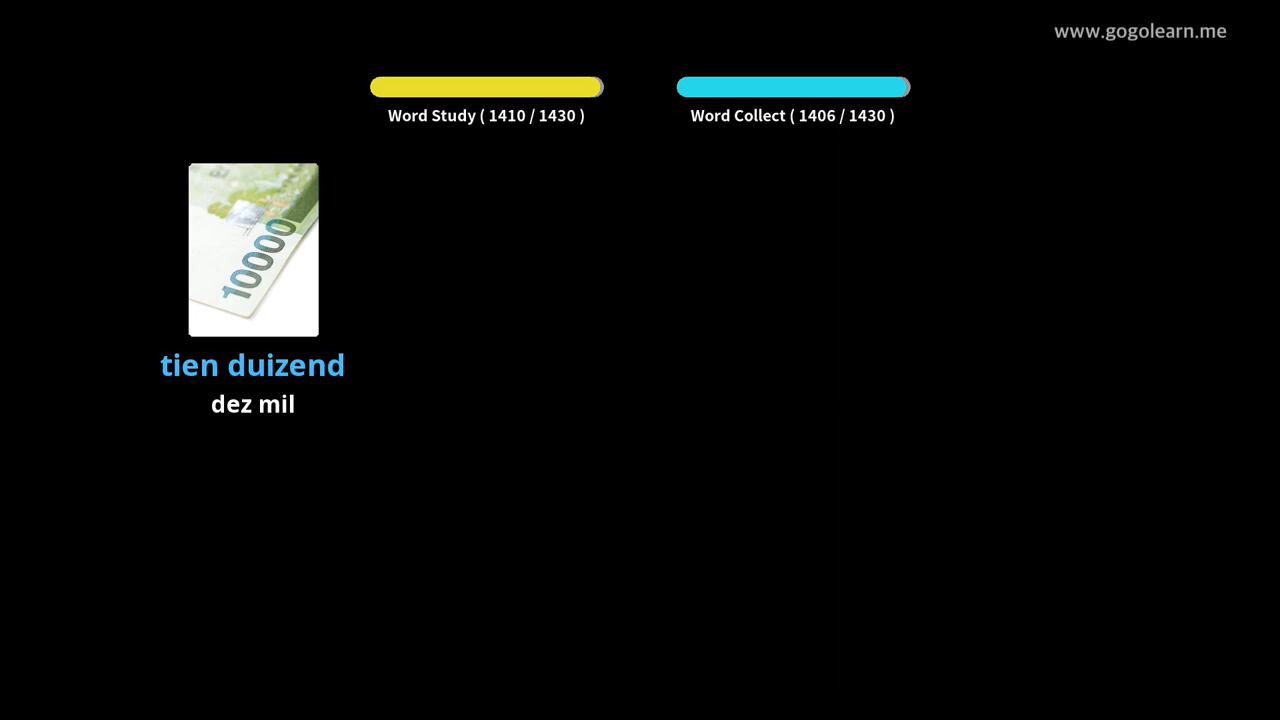 www.gogolearn.me
Word Study ( 1410 / 1430 )
Word Collect ( 1406 / 1430 )
10000
tien duizend
dez mil